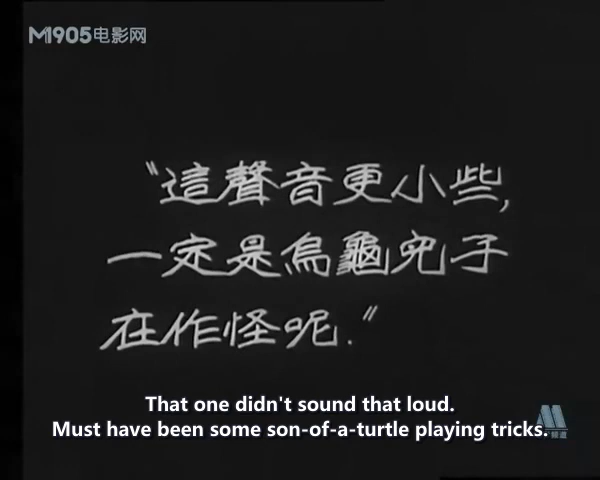 M1905电影网
"這聲音更小些,
一定是烏龜兜子
在作怪呢."
That one didn't sound that loud.
Must have been some son-of-a-turtle playing tricks.